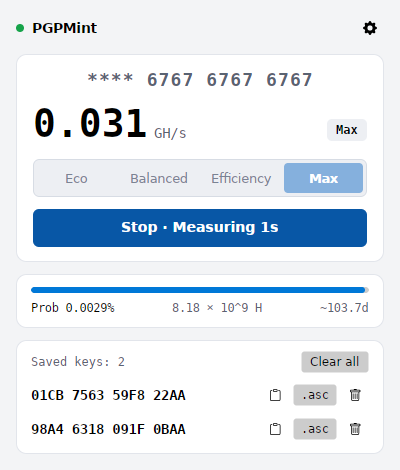 PGPMint
**** 6767 6767 6767
0.031 GH/s
Max
Eco Balanced Efficiency Max
Stop · Measuring 1s
Prob 0.0029% 8.18 × 10^9 H ~103.7d
Saved keys: 2 Clear all
01CB 7563 59F8 22AA .asc
98A4 6318 091F 0BAA .asc